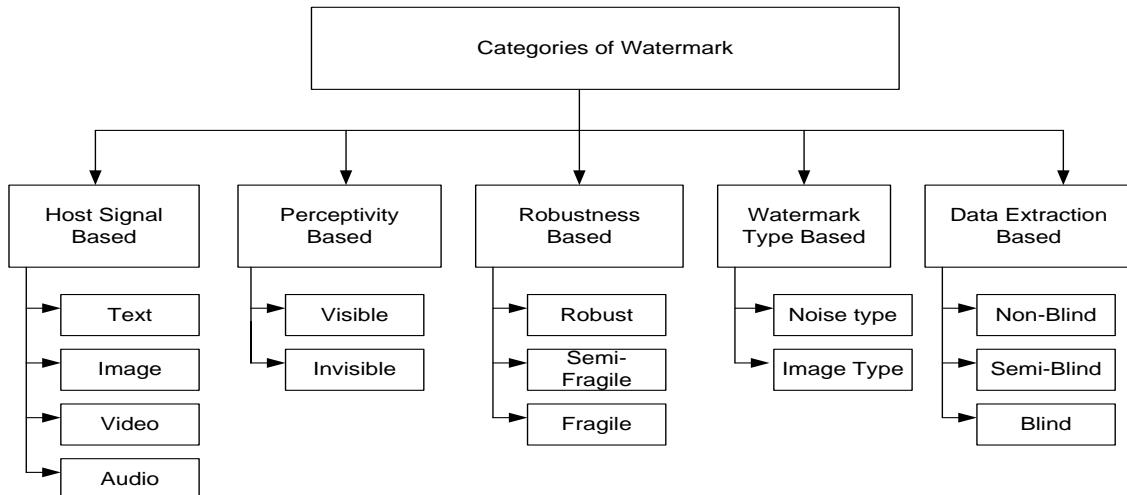 Categories of Watermark
Host Signal
Based
Perceptivity
Based
Robustness
Based
Watermark
Type Based
Data Extraction
Based
Text
Image
Video
Audio
Visible
Invisible
Robust
Semi-
Fragile
Fragile
Noise type
Image Type
Non-Blind
Semi-Blind
Blind